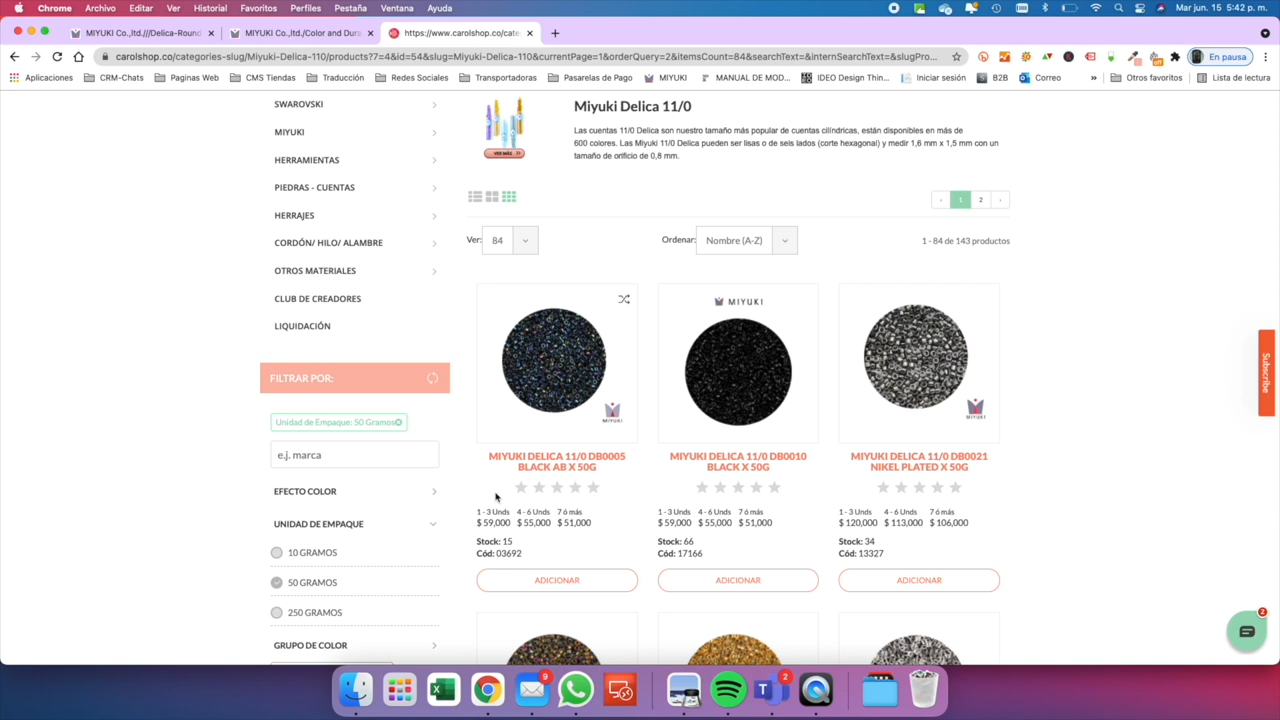 Chrome Archivo Editar Ver Historial Favoritos Perfiles Pestaña Ventana Ayuda Mar jun. 15 5:42 p. m.
MIYUKI Co.,ltd.///Delica-Round MIYUKI Co.,ltd./Color and Dura https://www.carolshop.co/cate
carolshop.co/categories-slug/Miyuki-Delica-110/products?7=4&id=54&slug=Miyuki-Delica-110&currentPage=1&orderQuery=2&itemsCount=84&searchText=&internSearchText=&slugPro... En pausa
Aplicaciones CRM-Chats Paginas Web CMS Tiendas Traducción Redes Sociales Transportadoras Pasarelas de Pago MIYUKI MANUAL DE MOD... IDEO Design Thin... Iniciar sesión B2B Correo » Otros favoritos Lista de lectura
SWAROVSKI
MIYUKI
HERRAMIENTAS
PIEDRAS - CUENTAS
HERRAJES
CORDÓN/ HILO/ ALAMBRE
OTROS MATERIALES
CLUB DE CREADORES
LIQUIDACIÓN
FILTRAR POR:
Unidad de Empaque: 50 Gramos
e.j. marca
EFECTO COLOR
UNIDAD DE EMPAQUE
10 GRAMOS
50 GRAMOS
250 GRAMOS
GRUPO DE COLOR
VER MÁS
Miyuki Delica 11/0
Las cuentas 11/0 Delica son nuestro tamaño más popular de cuentas cilíndricas, están disponibles en más de
600 colores. Las Miyuki 11/0 Delica pueden ser lisas o de seis lados (corte hexagonal) y medir 1,6 mm x 1,5 mm con un
tamaño de orificio de 0,8 mm.
‹ 1 2 ›
Ver: 84 Ordenar: Nombre (A-Z) 1 - 84 de 143 productos
MIYUKI
MIYUKI DELICA 11/0 DB0005
BLACK AB X 50G
1 - 3 Unds 4 - 6 Unds 7 ó más
$ 59,000 $ 55,000 $ 51,000
Stock: 15
Cód: 03692
ADICIONAR
MIYUKI
MIYUKI DELICA 11/0 DB0010
BLACK X 50G
1 - 3 Unds 4 - 6 Unds 7 ó más
$ 59,000 $ 55,000 $ 51,000
Stock: 66
Cód: 17166
ADICIONAR
MIYUKI
MIYUKI DELICA 11/0 DB0021
NIKEL PLATED X 50G
1 - 3 Unds 4 - 6 Unds 7 ó más
$ 120,000 $ 113,000 $ 106,000
Stock: 34
Cód: 13327
ADICIONAR
Subscribe
2
9
2